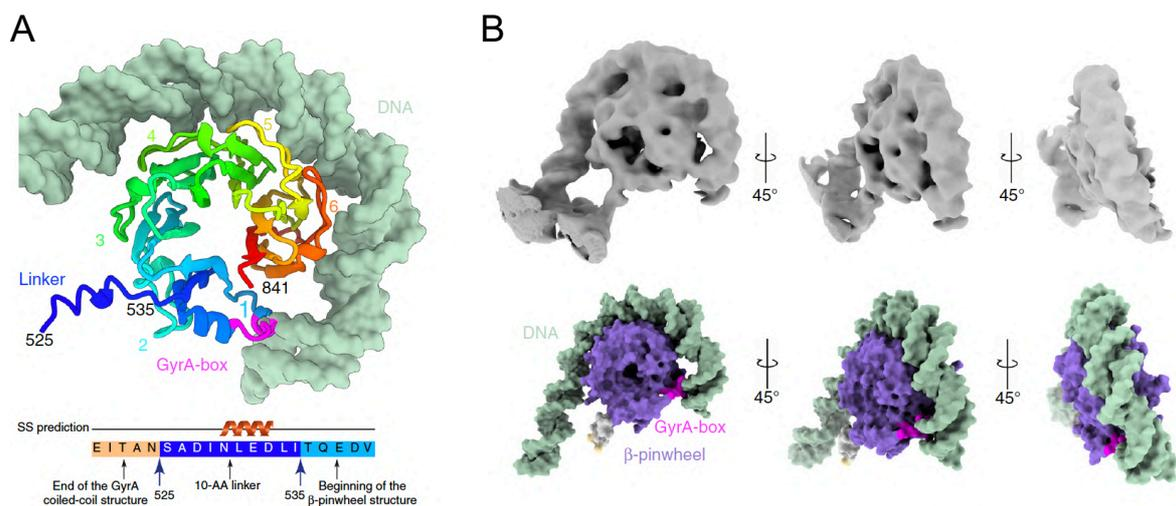 A
B
DNA
5
4
6
3
Linker
841
535
1
525
2
GyrA-box
SS prediction
E I T A N S A D I N L E D L I T Q E D V
End of the GyrA
coiled-coil structure
525
10-AA linker
535
Beginning of the
β-pinwheel structure
45°
45°
DNA
GyrA-box
β-pinwheel
45°
45°